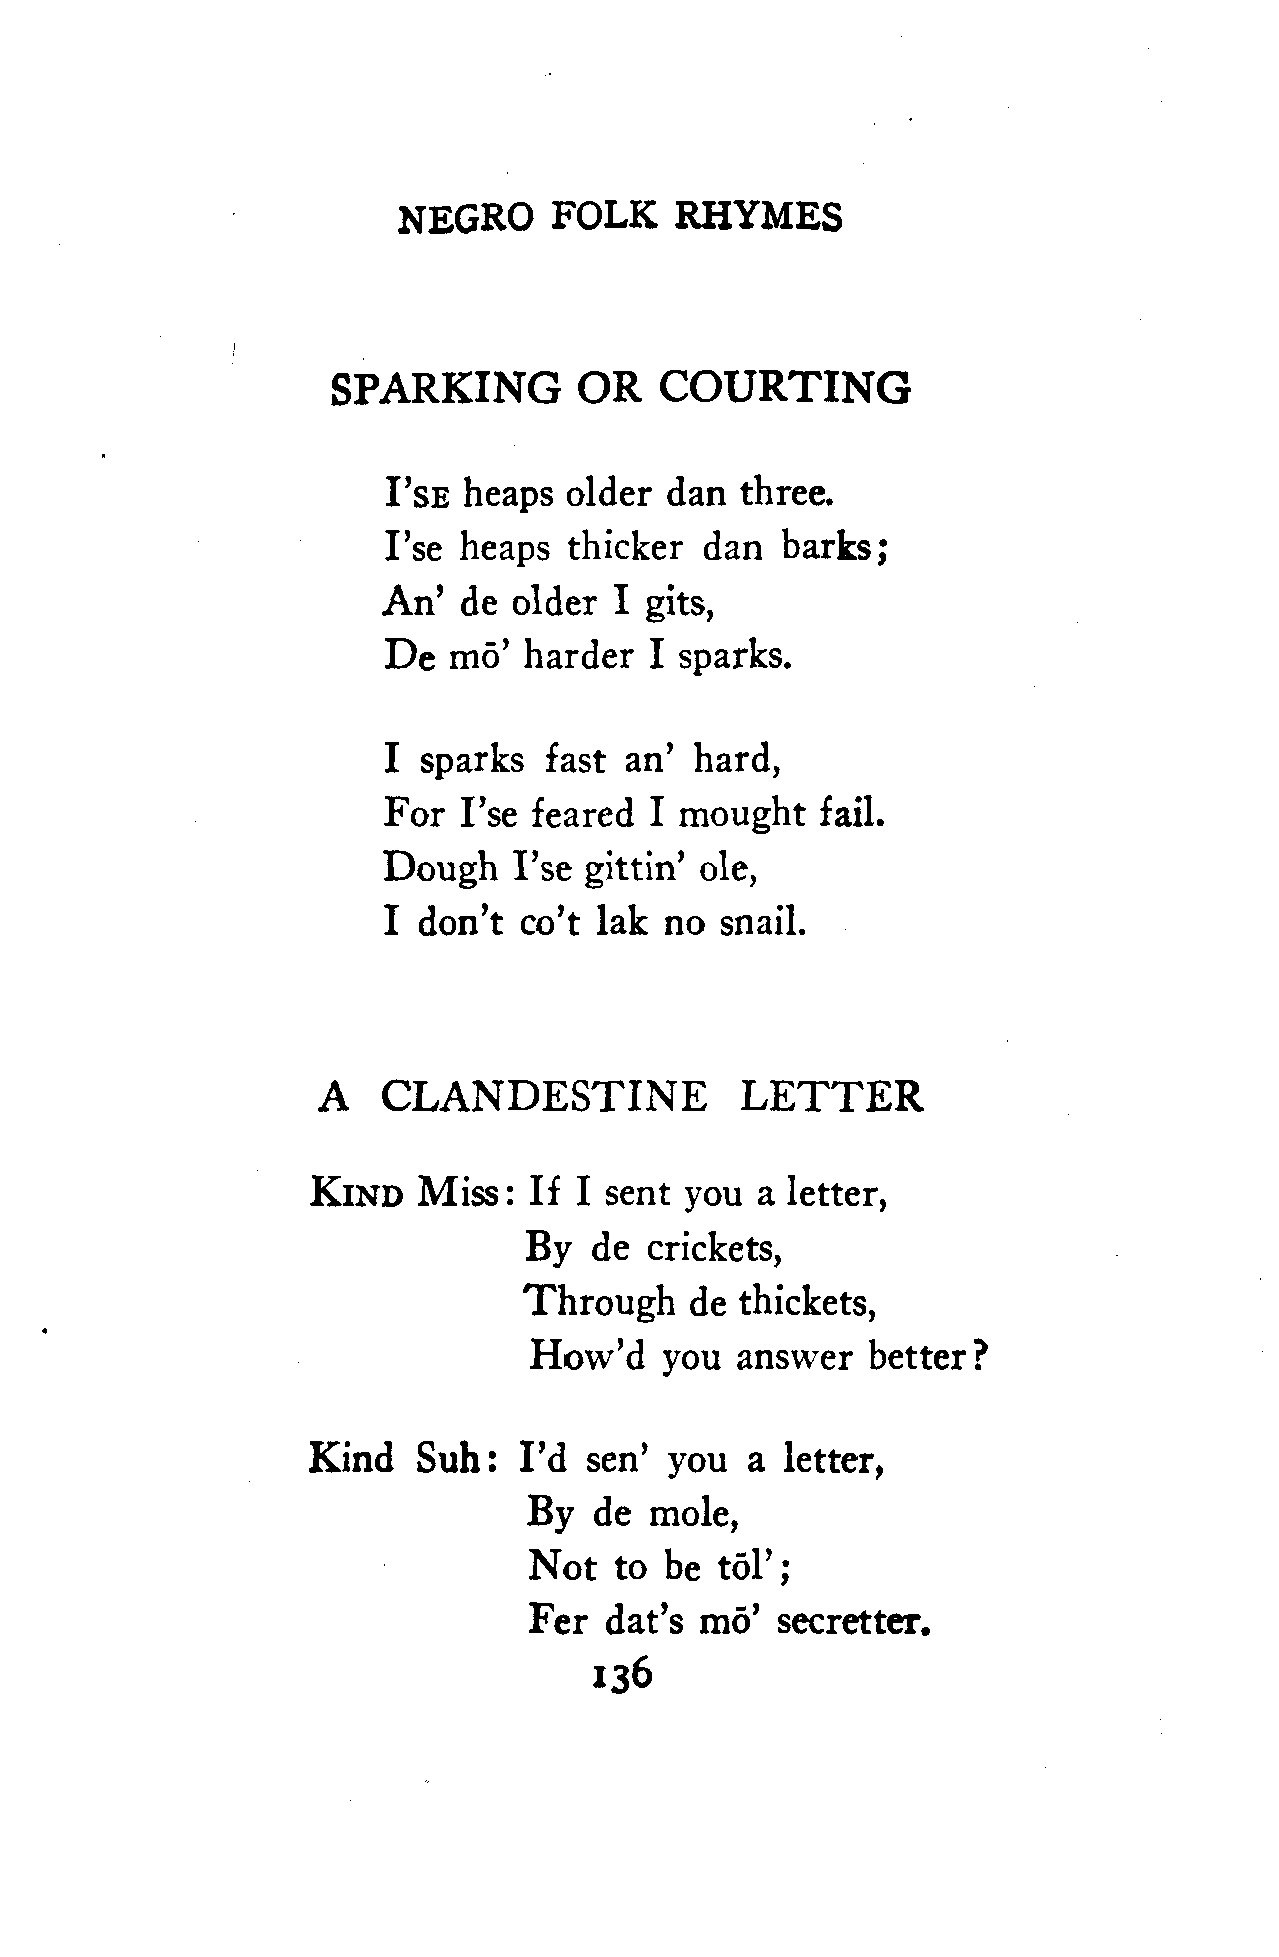 NEGRO FOLK RHYMES
SPARKING OR COURTING
I'SE heaps older dan three.
I'se heaps thicker dan barks;
An' de older I gits,
De mō' harder I sparks.
I sparks fast an' hard,
For I'se feared I mought fail.
Dough I'se gittin' ole,
I don't co't lak no snail.
A CLANDESTINE LETTER
KIND Miss: If I sent you a letter,
By de crickets,
Through de thickets,
How'd you answer better?
Kind Suh: I'd sen' you a letter,
By de mole,
Not to be tōl';
Fer dat's mō' secretter.
136